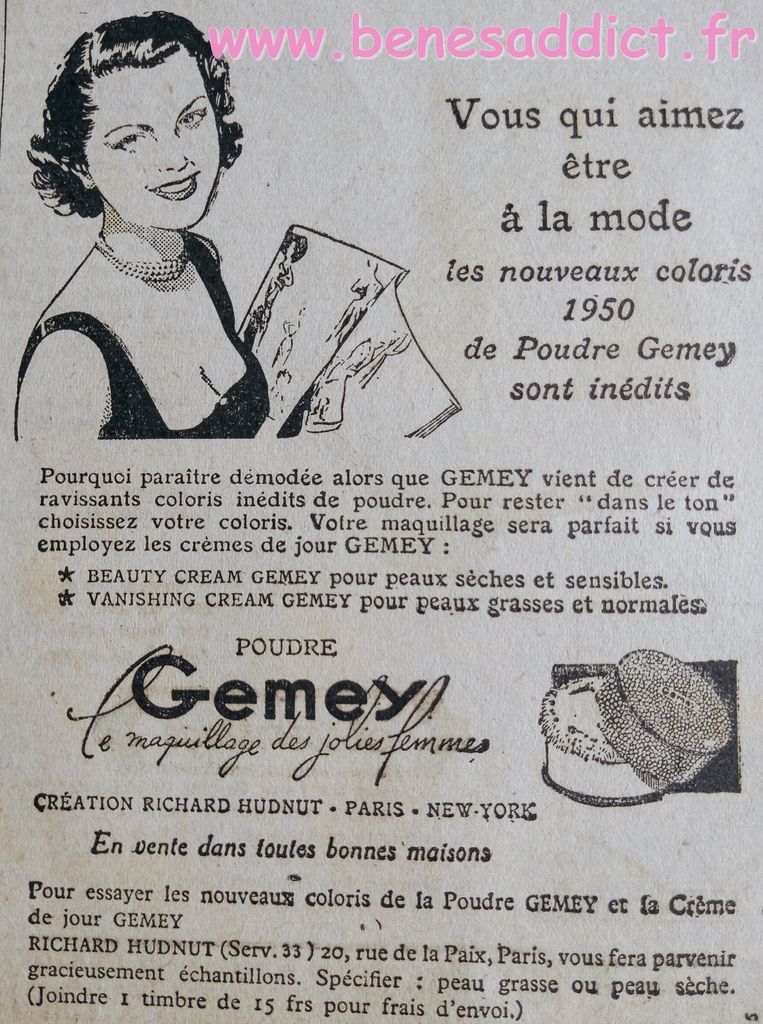 www.benesaddict.fr
Vous qui aimez
être
à la mode
les nouveaux coloris
1950
de Poudre Gemey
sont inédits
Pourquoi paraître démodée alors que GEMEY vient de créer de
ravissants coloris inédits de poudre. Pour rester "dans le ton"
choisissez votre coloris. Votre maquillage sera parfait si vous
employez les crèmes de jour GEMEY :
★ BEAUTY CREAM GEMEY pour peaux sèches et sensibles.
★ VANISHING CREAM GEMEY pour peaux grasses et normales.
POUDRE
Gemey
le maquillage des jolies femmes
CRÉATION RICHARD HUDNUT • PARIS • NEW-YORK
En vente dans toutes bonnes maisons
Pour essayer les nouveaux coloris de la Poudre GEMEY et la Crème
de jour GEMEY
RICHARD HUDNUT (Serv. 33) 20, rue de la Paix, Paris, vous fera parvenir
gracieusement échantillons. Spécifier : peau grasse ou peau sèche.
(Joindre 1 timbre de 15 frs pour frais d'envoi.)